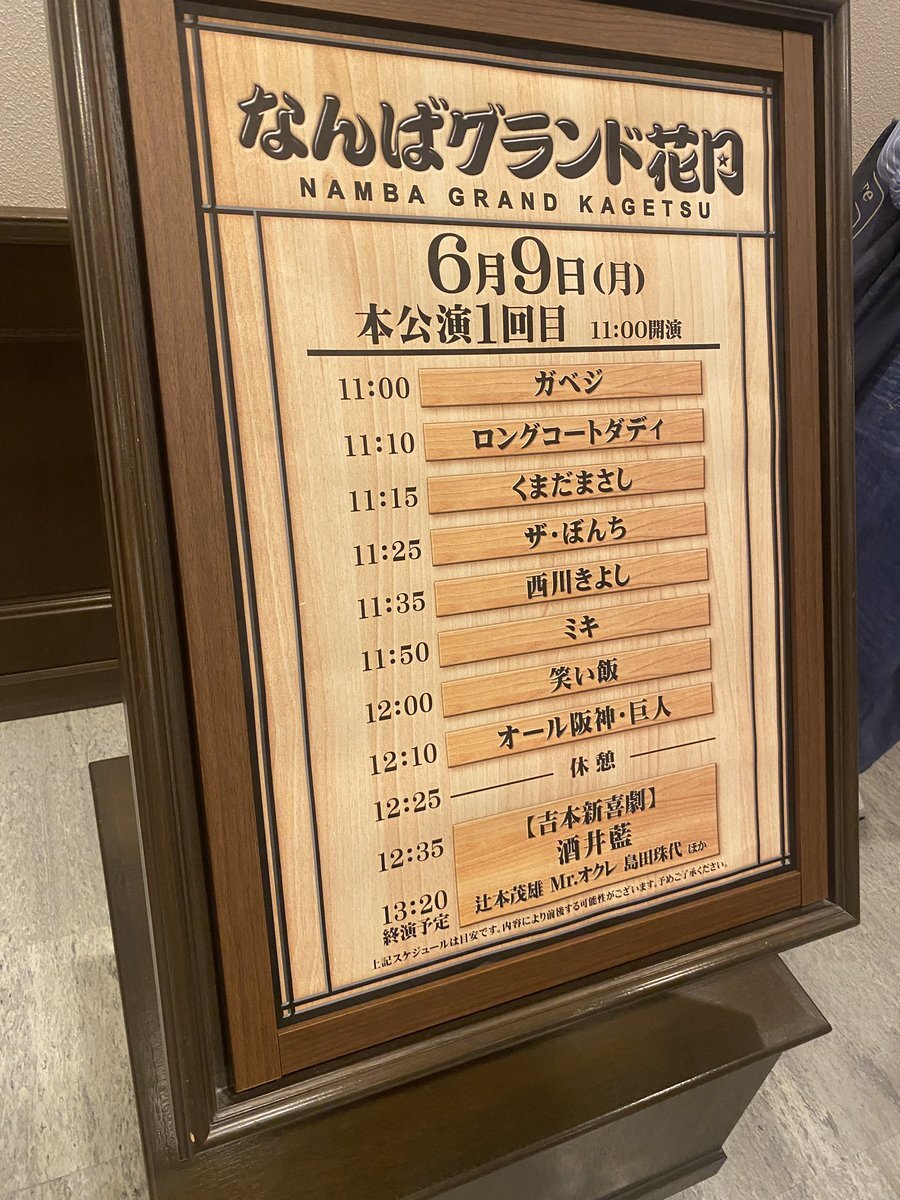 なんばグランド花月
NAMBA GRAND KAGETSU
6月9日(月)
本公演1回目 11:00開演
11:00 ガベジ
11:10 ロングコートダディ
11:15 くまだまさし
11:25 ザ・ぼんち
11:35 西川きよし
11:50 ミキ
12:00 笑い飯
12:10 オール阪神・巨人
12:25 休憩
12:35 【吉本新喜劇】
酒井藍
辻本茂雄 Mr.オクレ 島田珠代 ほか
13:20
終演予定
上記スケジュールは目安です。内容により前後する可能性がございます。予めご了承ください。